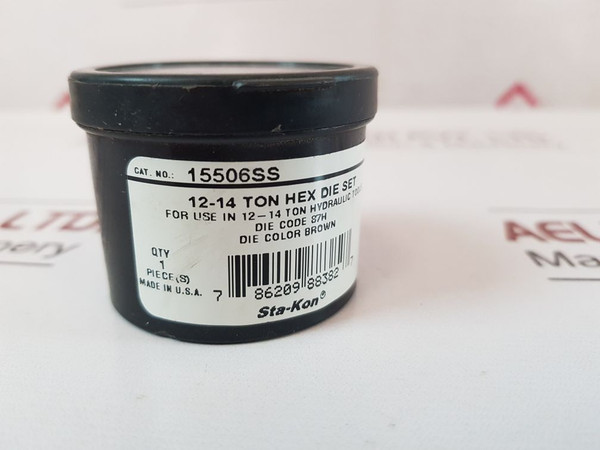 CAT. NO.: 15506SS
12-14 TON HEX DIE SET
FOR USE IN 12-14 TON HYDRAULIC
DIE CODE 87H
DIE COLOR BROWN
QTY
1
PIECE(S)
MADE IN U.S.A.
7 86209 88382 7
Sta-Kon®